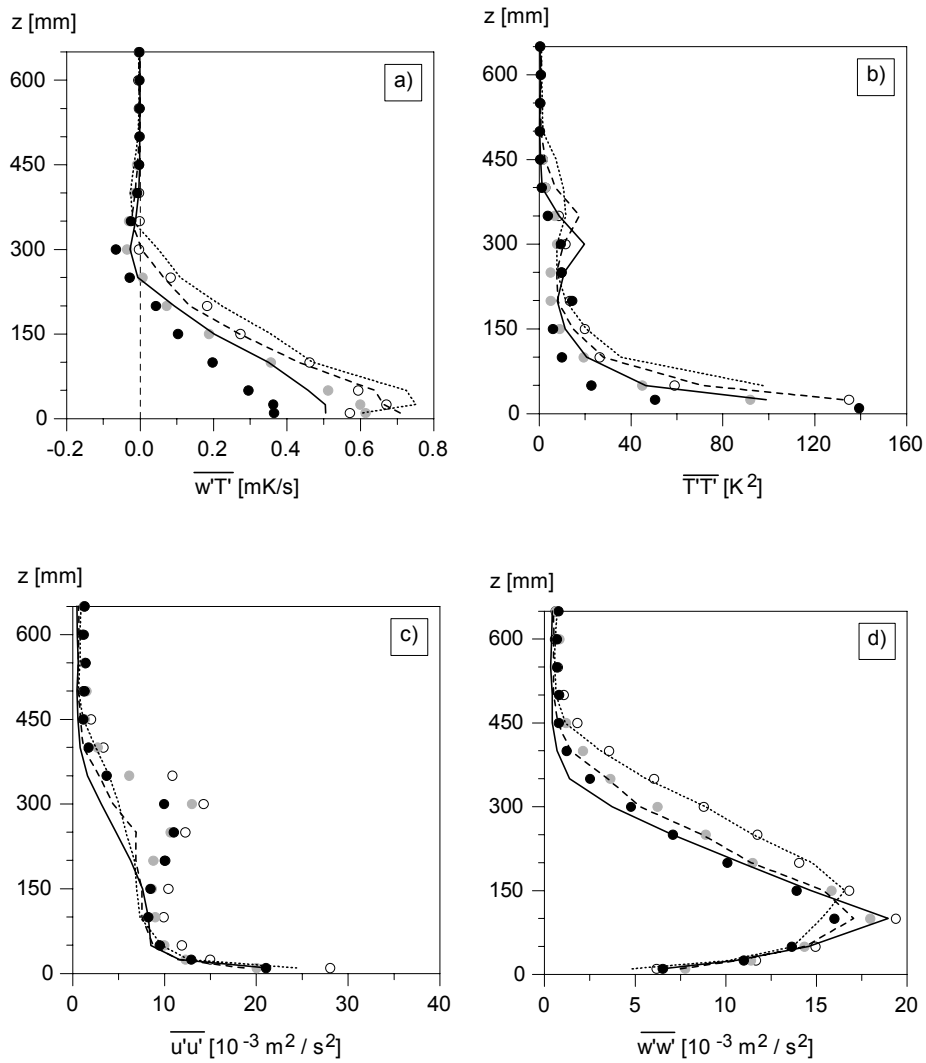 z [mm]
a)
600
450
300
150
0
-0.2 0.0 0.2 0.4 0.6 0.8
w'T' [mK/s]
z [mm]
b)
600
450
300
150
0
0 40 80 120 160
T'T' [K²]
z [mm]
c)
600
450
300
150
0
0 10 20 30 40
u'u' [10⁻³ m² / s²]
z [mm]
d)
600
450
300
150
0
0 5 10 15 20
w'w' [10⁻³ m² / s²]